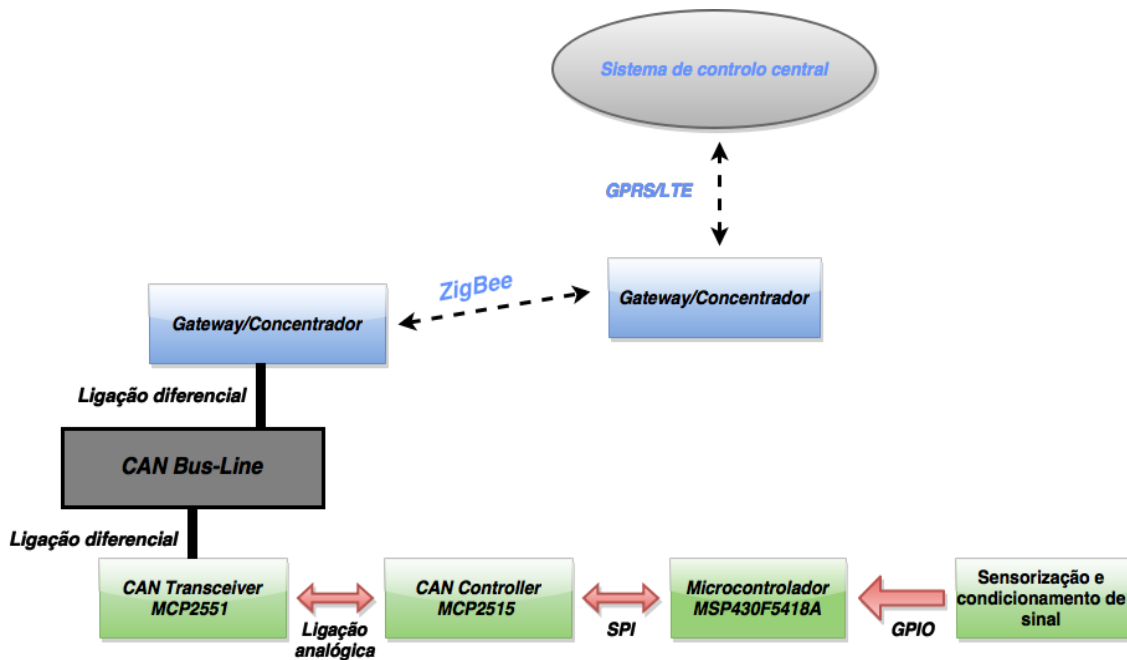 Sistema de controlo central
GPRS/LTE
ZigBee
Gateway/Concentrador
Gateway/Concentrador
Ligação diferencial
CAN Bus-Line
Ligação diferencial
CAN Transceiver
MCP2551
Ligação
analógica
CAN Controller
MCP2515
SPI
Microcontrolador
MSP430F5418A
GPIO
Sensorização e
condicionamento de
sinal